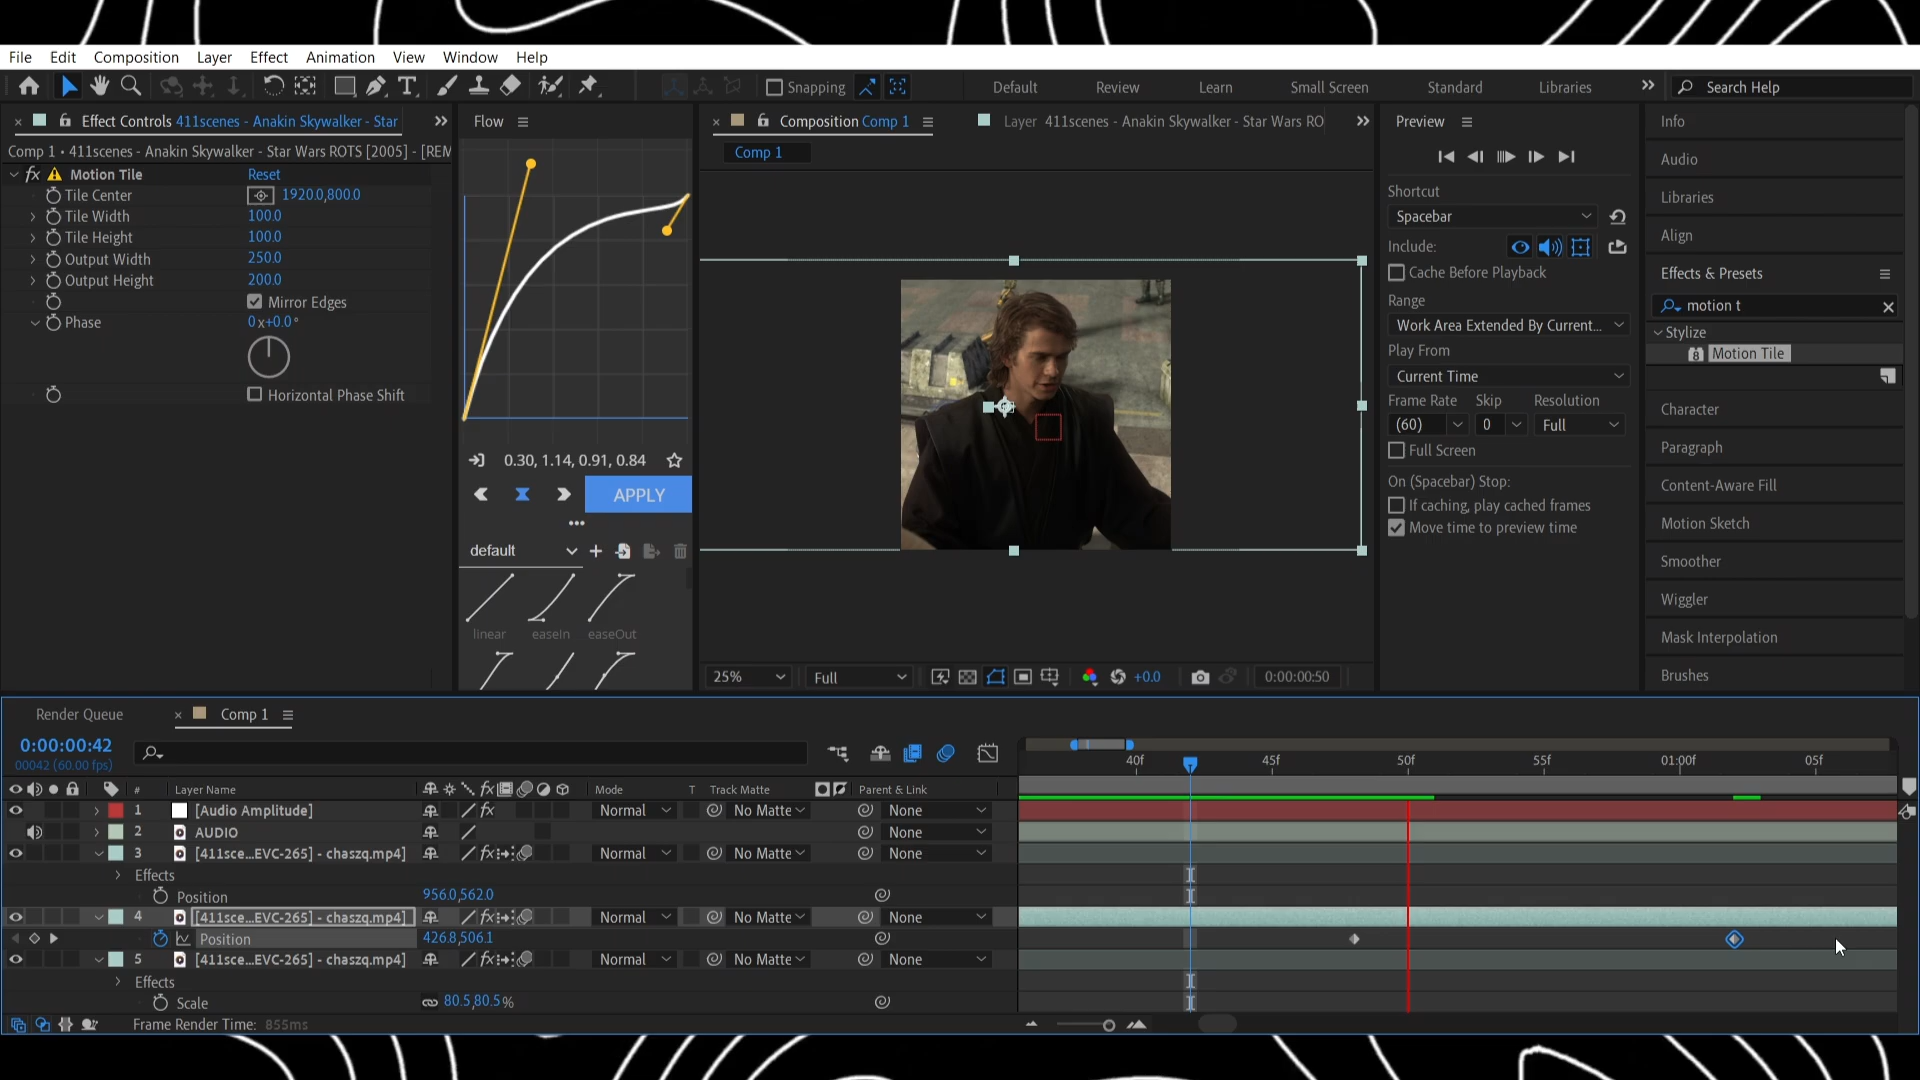 File Edit Composition Layer Effect Animation View Window Help
Snapping Default Review Learn Small Screen Standard Libraries Search Help
Effect Controls 411scenes - Anakin Skywalker - Star
Comp 1 • 411scenes - Anakin Skywalker - Star Wars ROTS [2005] - [REM
fx Motion Tile Reset
Tile Center 1920.0,800.0
Tile Width 100.0
Tile Height 100.0
Output Width 250.0
Output Height 200.0
Mirror Edges
Phase 0x+0.0°
Horizontal Phase Shift
Flow
0.30, 1.14, 0.91, 0.84
APPLY
default
linear easeIn easeOut
Composition Comp 1 Layer 411scenes - Anakin Skywalker - Star Wars RO
Comp 1
25% Full +0.0 0:00:00:50
Preview
Shortcut
Spacebar
Include:
Cache Before Playback
Range
Work Area Extended By Current...
Play From
Current Time
Frame Rate Skip Resolution
(60) 0 Full
Full Screen
On (Spacebar) Stop:
If caching, play cached frames
Move time to preview time
Info
Audio
Libraries
Align
Effects & Presets
motion t
Stylize
8 Motion Tile
Character
Paragraph
Content-Aware Fill
Motion Sketch
Smoother
Wiggler
Mask Interpolation
Brushes
Render Queue Comp 1
0:00:00:42
00042 (60.00 fps)
40f 45f 50f 55f 01:00f 05f
# Layer Name fx Mode T Track Matte Parent & Link
1 [Audio Amplitude] fx Normal No Matte None
2 AUDIO None
3 [411sce...EVC-265] - chaszq.mp4] fx Normal No Matte None
Effects
Position 956.0,562.0
4 [411sce...EVC-265] - chaszq.mp4] fx Normal No Matte None
Position 426.8,506.1
5 [411sce...EVC-265] - chaszq.mp4] fx Normal No Matte None
Effects
Scale 80.5,80.5%
Frame Render Time: 855ms